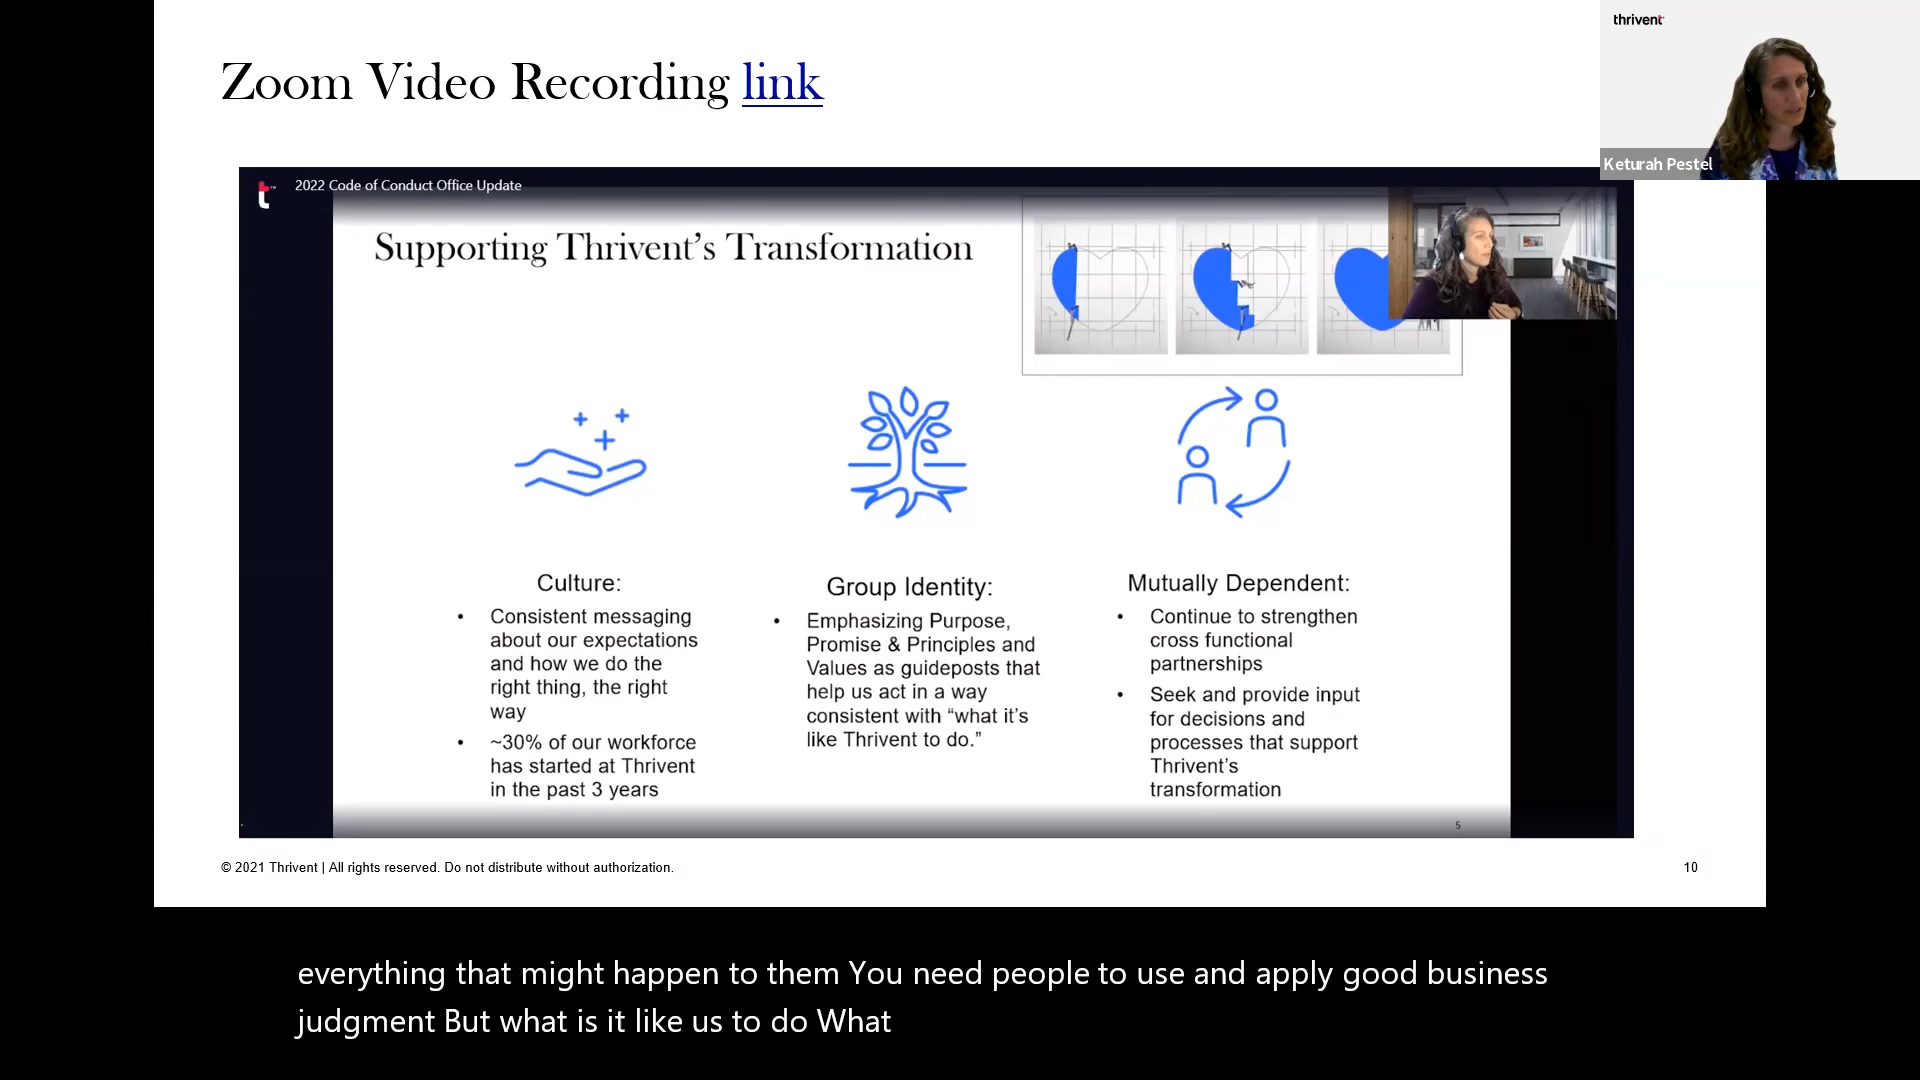 Zoom Video Recording link
thrivent
Keturah Pestel
2022 Code of Conduct Office Update
Supporting Thrivent’s Transformation
Culture:
• Consistent messaging
about our expectations
and how we do the
right thing, the right
way
• ~30% of our workforce
has started at Thrivent
in the past 3 years
Group Identity:
• Emphasizing Purpose,
Promise & Principles and
Values as guideposts that
help us act in a way
consistent with “what it’s
like Thrivent to do.”
Mutually Dependent:
• Continue to strengthen
cross functional
partnerships
• Seek and provide input
for decisions and
processes that support
Thrivent’s
transformation
5
© 2021 Thrivent | All rights reserved. Do not distribute without authorization.
10
everything that might happen to them You need people to use and apply good business
judgment But what is it like us to do What